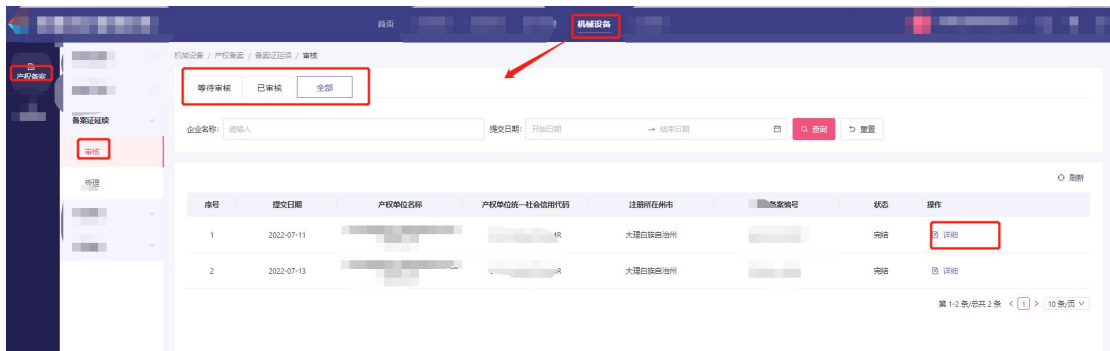 首页 机械设备
产权备案
备案证延续
审核
受理
机械设备 / 产权备案 / 备案证延续 / 审核
等待审核 已审核 全部
企业名称: 请输入 提交日期: 开始日期 → 结束日期 查询 重置
刷新
序号 提交日期 产权单位名称 产权单位统一社会信用代码 注册所在州市 备案编号 状态 操作
1 2022-07-11 大理白族自治州 完结 详细
2 2022-07-13 大理白族自治州 完结 详细
第 1-2 条/总共 2 条 < 1 > 10 条/页